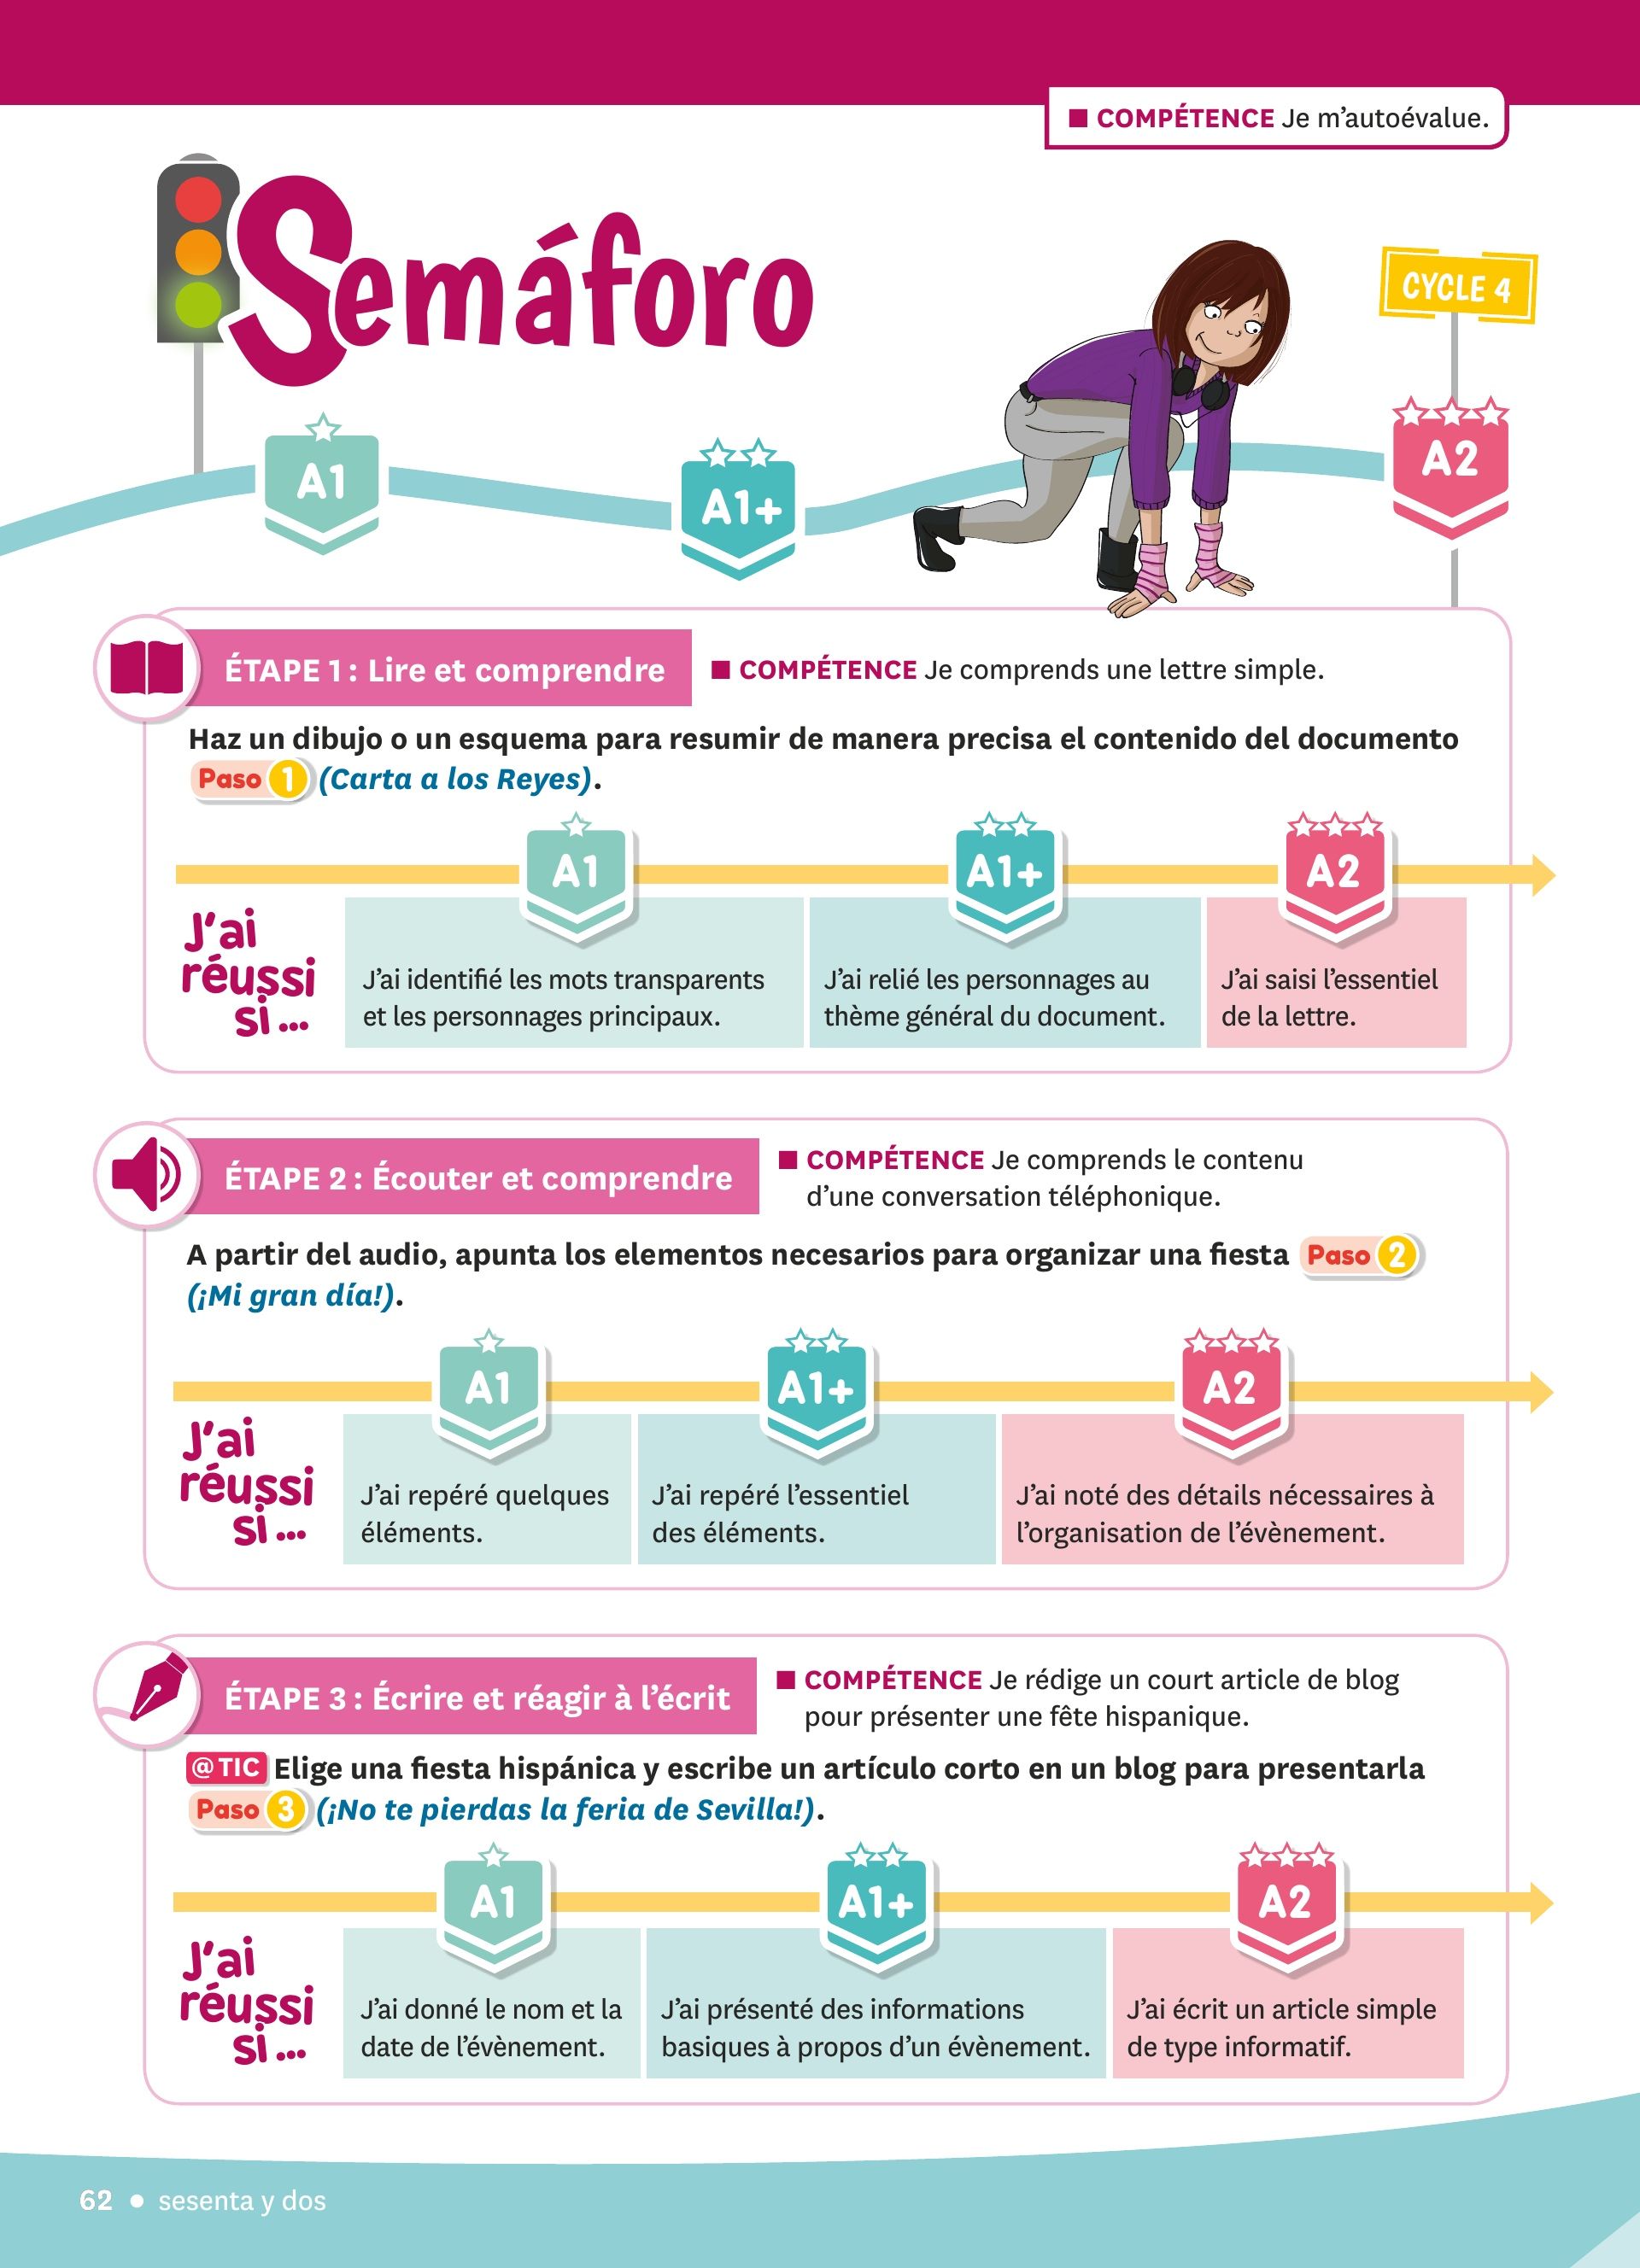 ■ COMPÉTENCE Je m'autoévalue.
Semáforo
CYCLE 4
A1
A1+
A2
ÉTAPE 1 : Lire et comprendre
■ COMPÉTENCE Je comprends une lettre simple.
Haz un dibujo o un esquema para resumir de manera precisa el contenido del documento
Paso 1 (Carta a los Reyes).
A1
A1+
A2
J'ai
réussi
si ...
J'ai identifié les mots transparents
et les personnages principaux.
J'ai relié les personnages au
thème général du document.
J'ai saisi l'essentiel
de la lettre.
ÉTAPE 2 : Écouter et comprendre
■ COMPÉTENCE Je comprends le contenu
d'une conversation téléphonique.
A partir del audio, apunta los elementos necesarios para organizar una fiesta Paso 2
(¡Mi gran día!).
A1
A1+
A2
J'ai
réussi
si ...
J'ai repéré quelques
éléments.
J'ai repéré l'essentiel
des éléments.
J'ai noté des détails nécessaires à
l'organisation de l'évènement.
ÉTAPE 3 : Écrire et réagir à l'écrit
■ COMPÉTENCE Je rédige un court article de blog
pour présenter une fête hispanique.
@TIC Elige una fiesta hispánica y escribe un artículo corto en un blog para presentarla
Paso 3 (¡No te pierdas la feria de Sevilla!).
A1
A1+
A2
J'ai
réussi
si ...
J'ai donné le nom et la
date de l'évènement.
J'ai présenté des informations
basiques à propos d'un évènement.
J'ai écrit un article simple
de type informatif.
62 • sesenta y dos